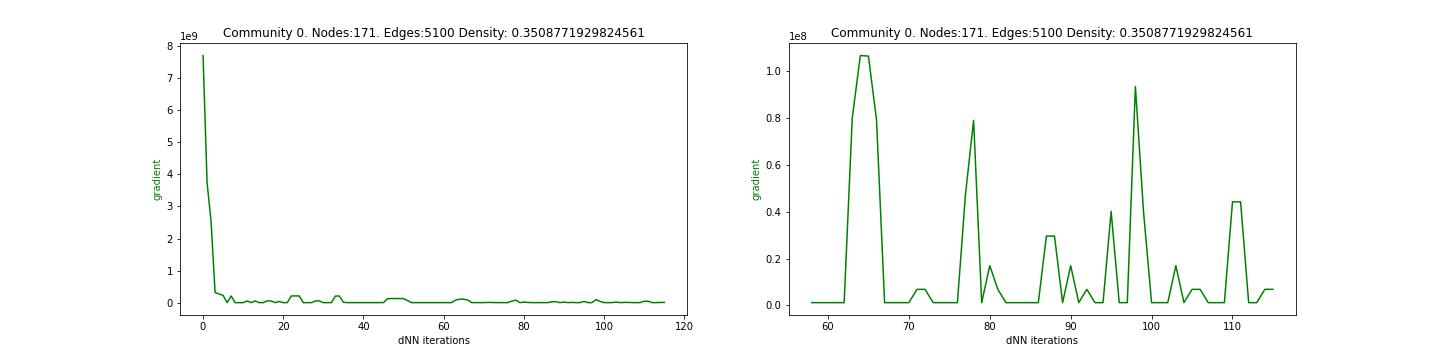 Community 0. Nodes:171. Edges:5100 Density: 0.3508771929824561
1e9
8
7
6
5
4
3
2
1
0
gradient
0 20 40 60 80 100 120
dNN iterations
Community 0. Nodes:171. Edges:5100 Density: 0.3508771929824561
1e8
1.0
0.8
0.6
0.4
0.2
0.0
gradient
60 70 80 90 100 110
dNN iterations